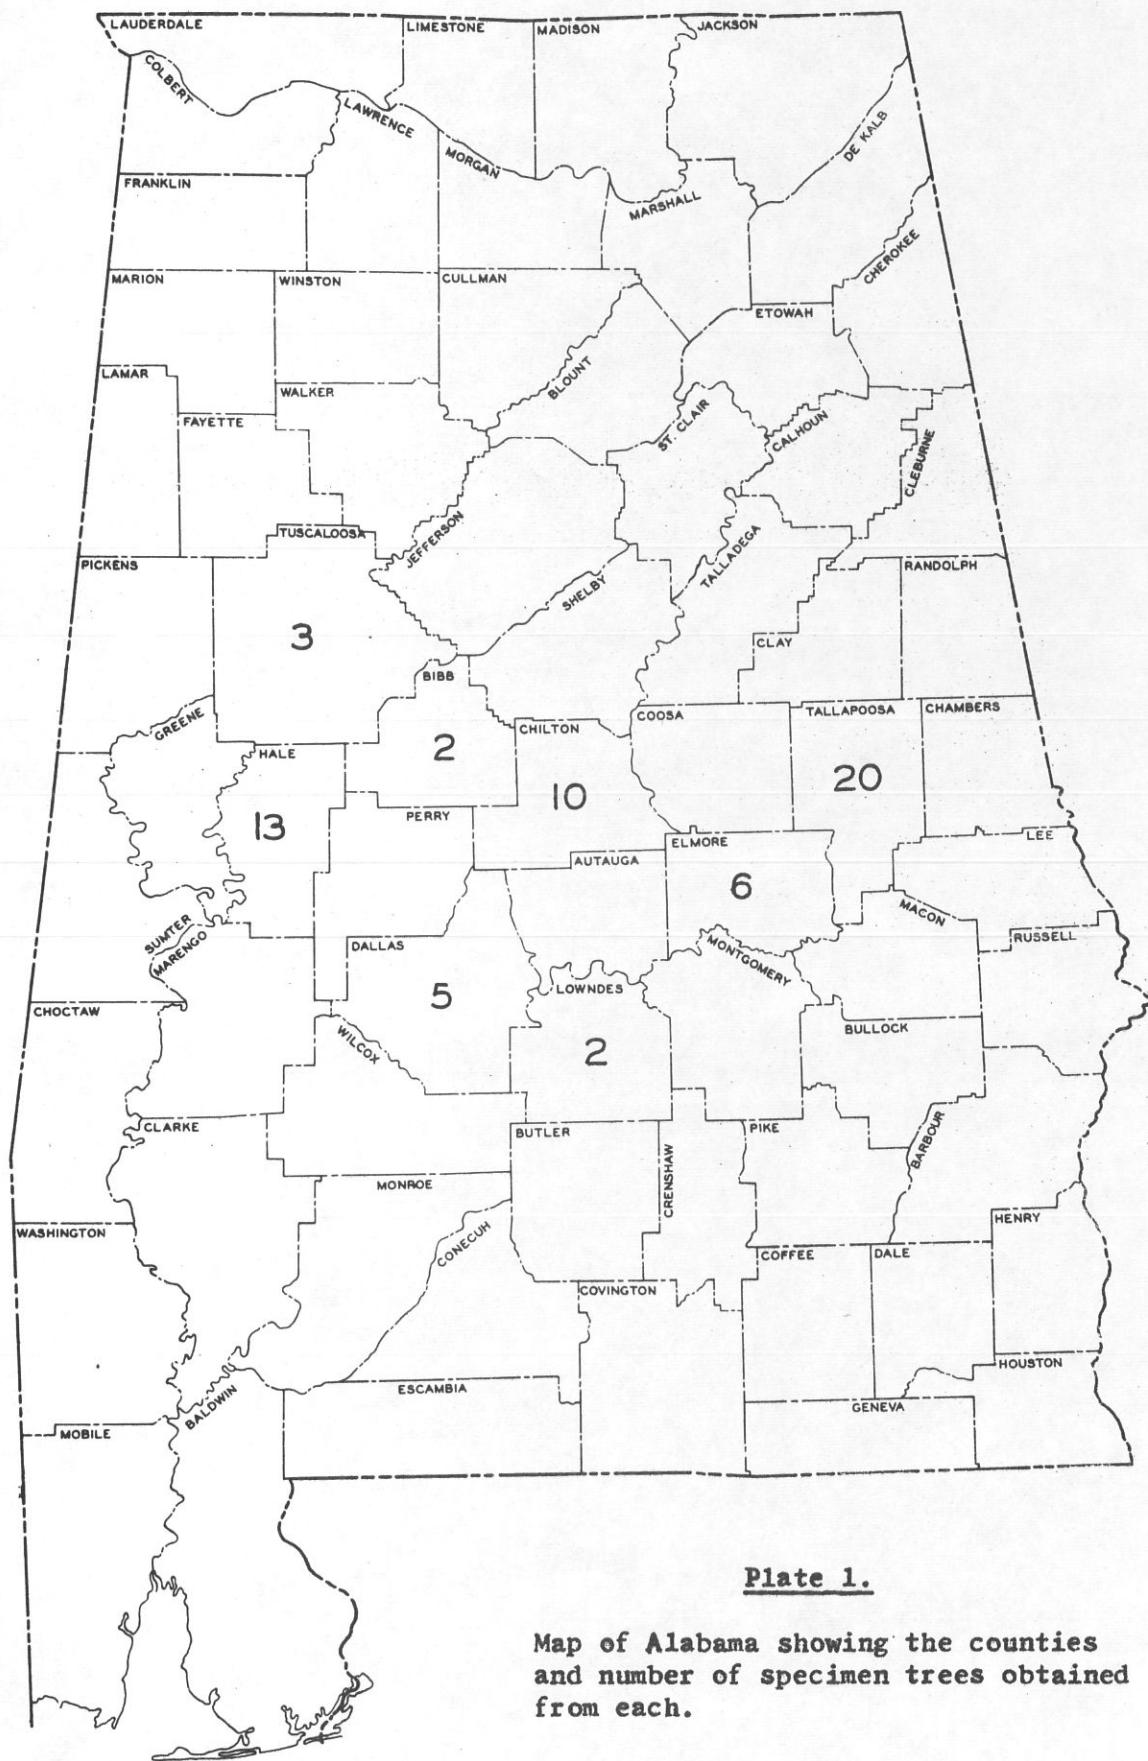 LAUDERDALE
LIMESTONE
MADISON
JACKSON
COLBERT
LAWRENCE
MORGAN
DE KALB
FRANKLIN
MARSHALL
CHEROKEE
MARION
WINSTON
CULLMAN
ETOWAH
LAMAR
WALKER
BLOUNT
FAYETTE
ST. CLAIR
CALHOUN
CLEBURNE
TUSCALOOSA
JEFFERSON
TALLADEGA
PICKENS
SHELBY
RANDOLPH
3
CLAY
BIBB
GREENE
COOSA
TALLAPOOSA
CHAMBERS
HALE
2
CHILTON
20
10
13
PERRY
ELMORE
LEE
AUTAUGA
6
MACON
SUMTER
MARENGO
DALLAS
MONTGOMERY
RUSSELL
5
LOWNDES
CHOCTAW
WILCOX
2
BULLOCK
CLARKE
BUTLER
PIKE
BARBOUR
MONROE
CRENSHAW
WASHINGTON
CONECUH
HENRY
COFFEE
DALE
COVINGTON
HOUSTON
BALDWIN
ESCAMBIA
GENEVA
MOBILE
Plate 1.
Map of Alabama showing the counties
and number of specimen trees obtained
from each.